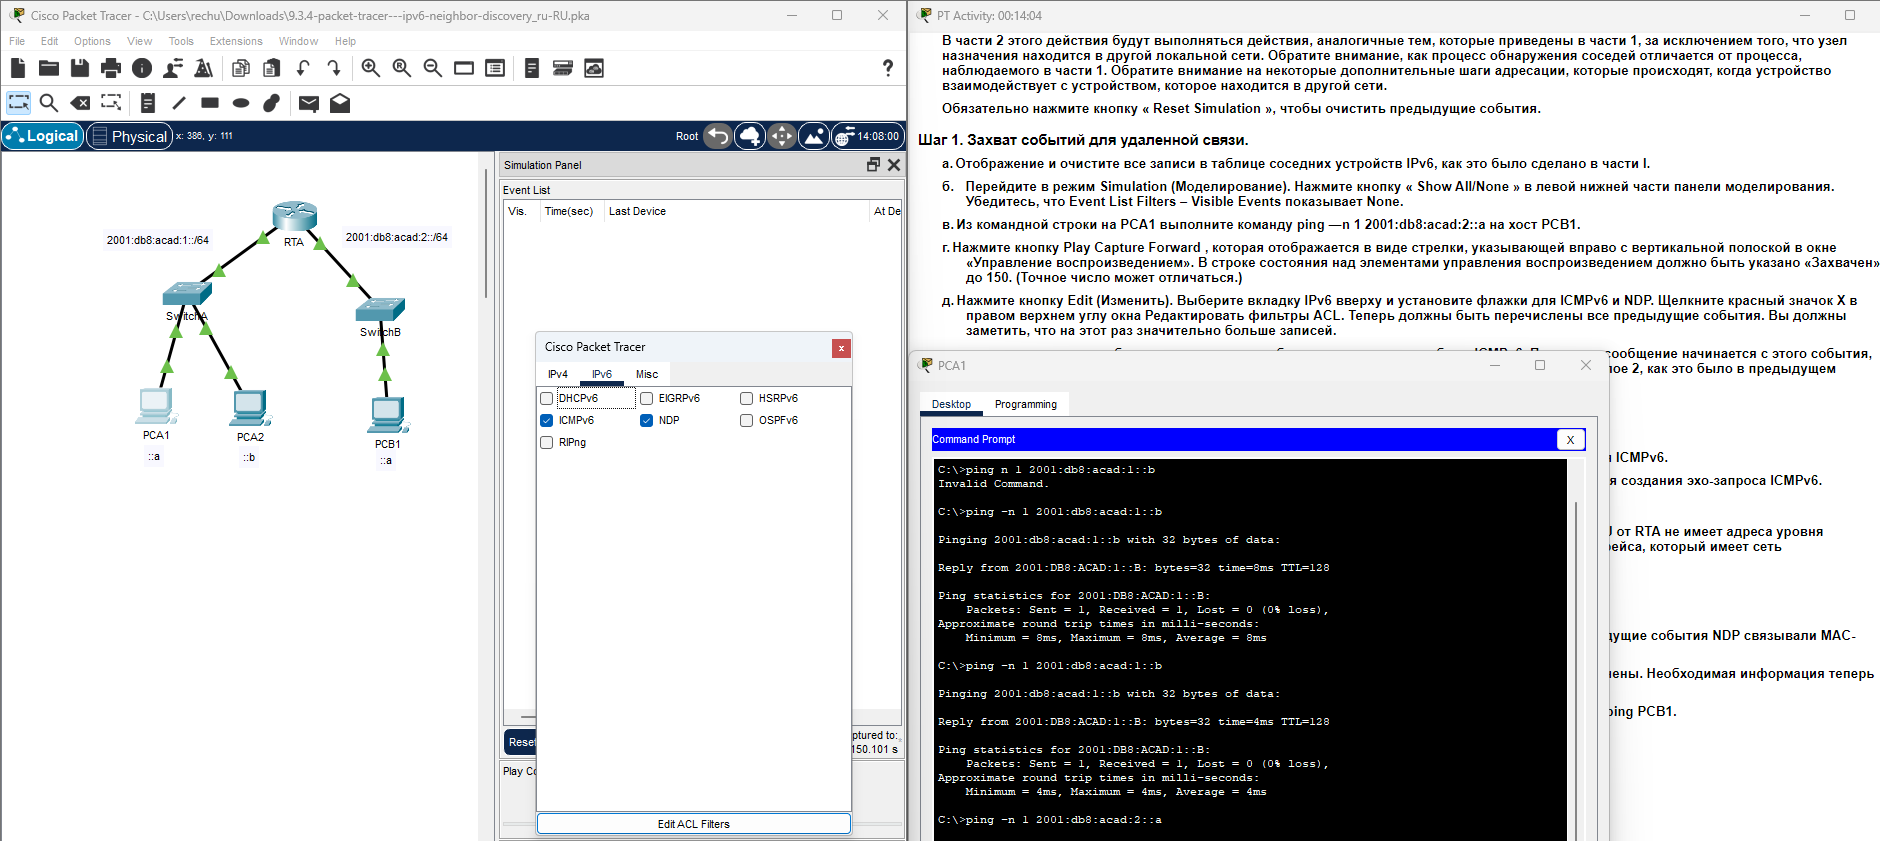 Cisco Packet Tracer - C:\Users\rechu\Downloads\9.3.4-packet-tracer---ipv6-neighbor-discovery_ru-RU.pka
File Edit Options View Tools Extensions Window Help
Logical
Physical
x: 386, y: 111
Root
14:08:00
2001:db8:acad:1::/64
RTA
2001:db8:acad:2::/64
SwitchA
SwitchB
PCA1
::a
PCA2
::b
PCB1
::a
Simulation Panel
Event List
Vis. Time(sec) Last Device At De
Reset
ptured to:
150.101 s
Play Co
Cisco Packet Tracer
x
IPv4 IPv6 Misc
DHCPv6 EIGRPv6 HSRPv6
ICMPv6 NDP OSPFv6
RIPng
Edit ACL Filters
PT Activity: 00:14:04
В части 2 этого действия будут выполняться действия, аналогичные тем, которые приведены в части 1, за исключением того, что узел
назначения находится в другой локальной сети. Обратите внимание, как процесс обнаружения соседей отличается от процесса,
наблюдаемого в части 1. Обратите внимание на некоторые дополнительные шаги адресации, которые происходят, когда устройство
взаимодействует с устройством, которое находится в другой сети.
Обязательно нажмите кнопку « Reset Simulation », чтобы очистить предыдущие события.
Шаг 1. Захват событий для удаленной связи.
а. Отображение и очистите все записи в таблице соседних устройств IPv6, как это было сделано в части I.
б. Перейдите в режим Simulation (Моделирование). Нажмите кнопку « Show All/None » в левой нижней части панели моделирования.
Убедитесь, что Event List Filters – Visible Events показывает None.
в. Из командной строки на PCA1 выполните команду ping —n 1 2001:db8:acad:2::a на хост PCB1.
г. Нажмите кнопку Play Capture Forward , которая отображается в виде стрелки, указывающей вправо с вертикальной полоской в окне
«Управление воспроизведением». В строке состояния над элементами управления воспроизведением должно быть указано «Захвачен»
до 150. (Точное число может отличаться.)
д. Нажмите кнопку Edit (Изменить). Выберите вкладку IPv6 вверху и установите флажки для ICMPv6 и NDP. Щелкните красный значок X в
правом верхнем углу окна Редактировать фильтры ACL. Теперь должны быть перечислены все предыдущие события. Вы должны
заметить, что на этот раз значительно больше записей.
сообщение начинается с этого события,
лое 2, как это было в предыдущем
ICMPv6.
я создания эхо-запроса ICMPv6.
от RTA не имеет адреса уровня
фейса, который имеет сеть
дущие события NDP связывали MAC-
нены. Необходимая информация теперь
ping PCB1.
PCA1
Desktop Programming
Command Prompt
X
C:\>ping n 1 2001:db8:acad:1::b
Invalid Command.
C:\>ping -n 1 2001:db8:acad:1::b
Pinging 2001:db8:acad:1::b with 32 bytes of data:
Reply from 2001:DB8:ACAD:1::B: bytes=32 time=8ms TTL=128
Ping statistics for 2001:DB8:ACAD:1::B:
Packets: Sent = 1, Received = 1, Lost = 0 (0% loss),
Approximate round trip times in milli-seconds:
Minimum = 8ms, Maximum = 8ms, Average = 8ms
C:\>ping -n 1 2001:db8:acad:1::b
Pinging 2001:db8:acad:1::b with 32 bytes of data:
Reply from 2001:DB8:ACAD:1::B: bytes=32 time=4ms TTL=128
Ping statistics for 2001:DB8:ACAD:1::B:
Packets: Sent = 1, Received = 1, Lost = 0 (0% loss),
Approximate round trip times in milli-seconds:
Minimum = 4ms, Maximum = 4ms, Average = 4ms
C:\>ping -n 1 2001:db8:acad:2::a